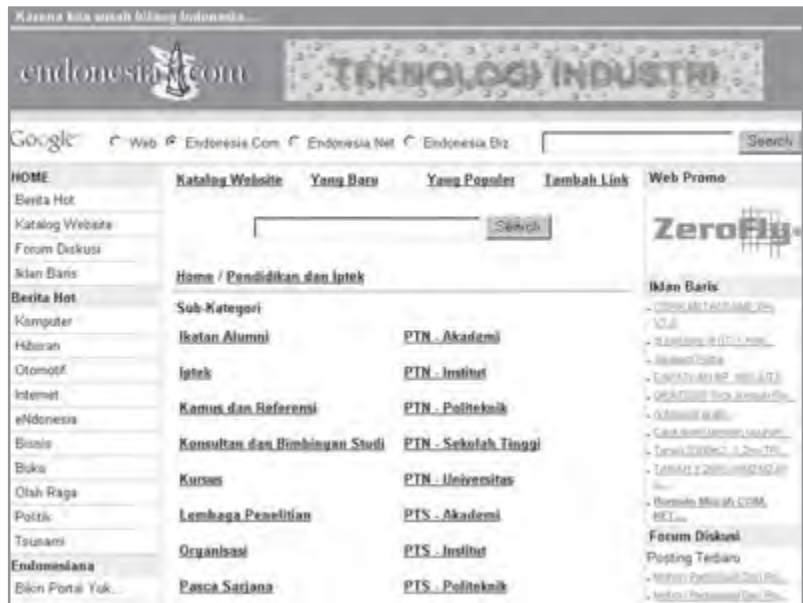 Karena kita entah bilang Indonesia...
endonesia.com
TEKNOLOGI INDUSTRI
Google Web Endonesia Com Endonesia Net Endonesia Biz Search
Katalog Website Yang Baru Yang Populer Tambah Link
Search
Home / Pendidikan dan Iptek
Sub-Kategori
Ikatan Alumni PTN - Akademi
Iptek PTN - Institut
Kamus dan Referensi PTN - Politeknik
Konsultan dan Bimbingan Studi PTN - Sekolah Tinggi
Kursus PTN - Universitas
Lembaga Penelitian PTS - Akademi
Organisasi PTS - Institut
Pasca Sarjana PTS - Politeknik
HOME
Berita Hot
Katalog Website
Forum Diskusi
Iklan Baris
Berita Hot
Komputer
Hiburan
Otomotif
Internet
eNdonesia
Bisnis
Buku
Olah Raga
Politik
Tsunami
Endonesiana
Bikin Portal Yuk...
Web Promo
ZeroFly
Iklan Baris
Forum Diskusi
Posting Terbaru